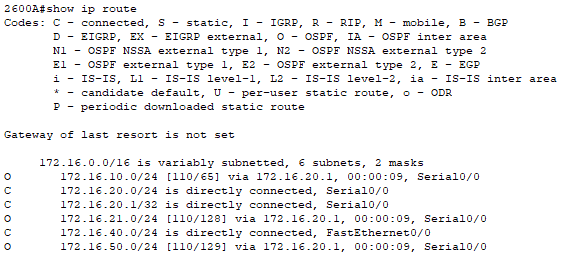 2600A#show ip route
Codes: C - connected, S - static, I - IGRP, R - RIP, M - mobile, B - BGP
       D - EIGRP, EX - EIGRP external, O - OSPF, IA - OSPF inter area
       N1 - OSPF NSSA external type 1, N2 - OSPF NSSA external type 2
       E1 - OSPF external type 1, E2 - OSPF external type 2, E - EGP
       i - IS-IS, L1 - IS-IS level-1, L2 - IS-IS level-2, ia - IS-IS inter area
       * - candidate default, U - per-user static route, o - ODR
       P - periodic downloaded static route
Gateway of last resort is not set
     172.16.0.0/16 is variably subnetted, 6 subnets, 2 masks
O       172.16.10.0/24 [110/65] via 172.16.20.1, 00:00:09, Serial0/0
C       172.16.20.0/24 is directly connected, Serial0/0
C       172.16.20.1/32 is directly connected, Serial0/0
O       172.16.21.0/24 [110/128] via 172.16.20.1, 00:00:09, Serial0/0
C       172.16.40.0/24 is directly connected, FastEthernet0/0
O       172.16.50.0/24 [110/129] via 172.16.20.1, 00:00:09, Serial0/0